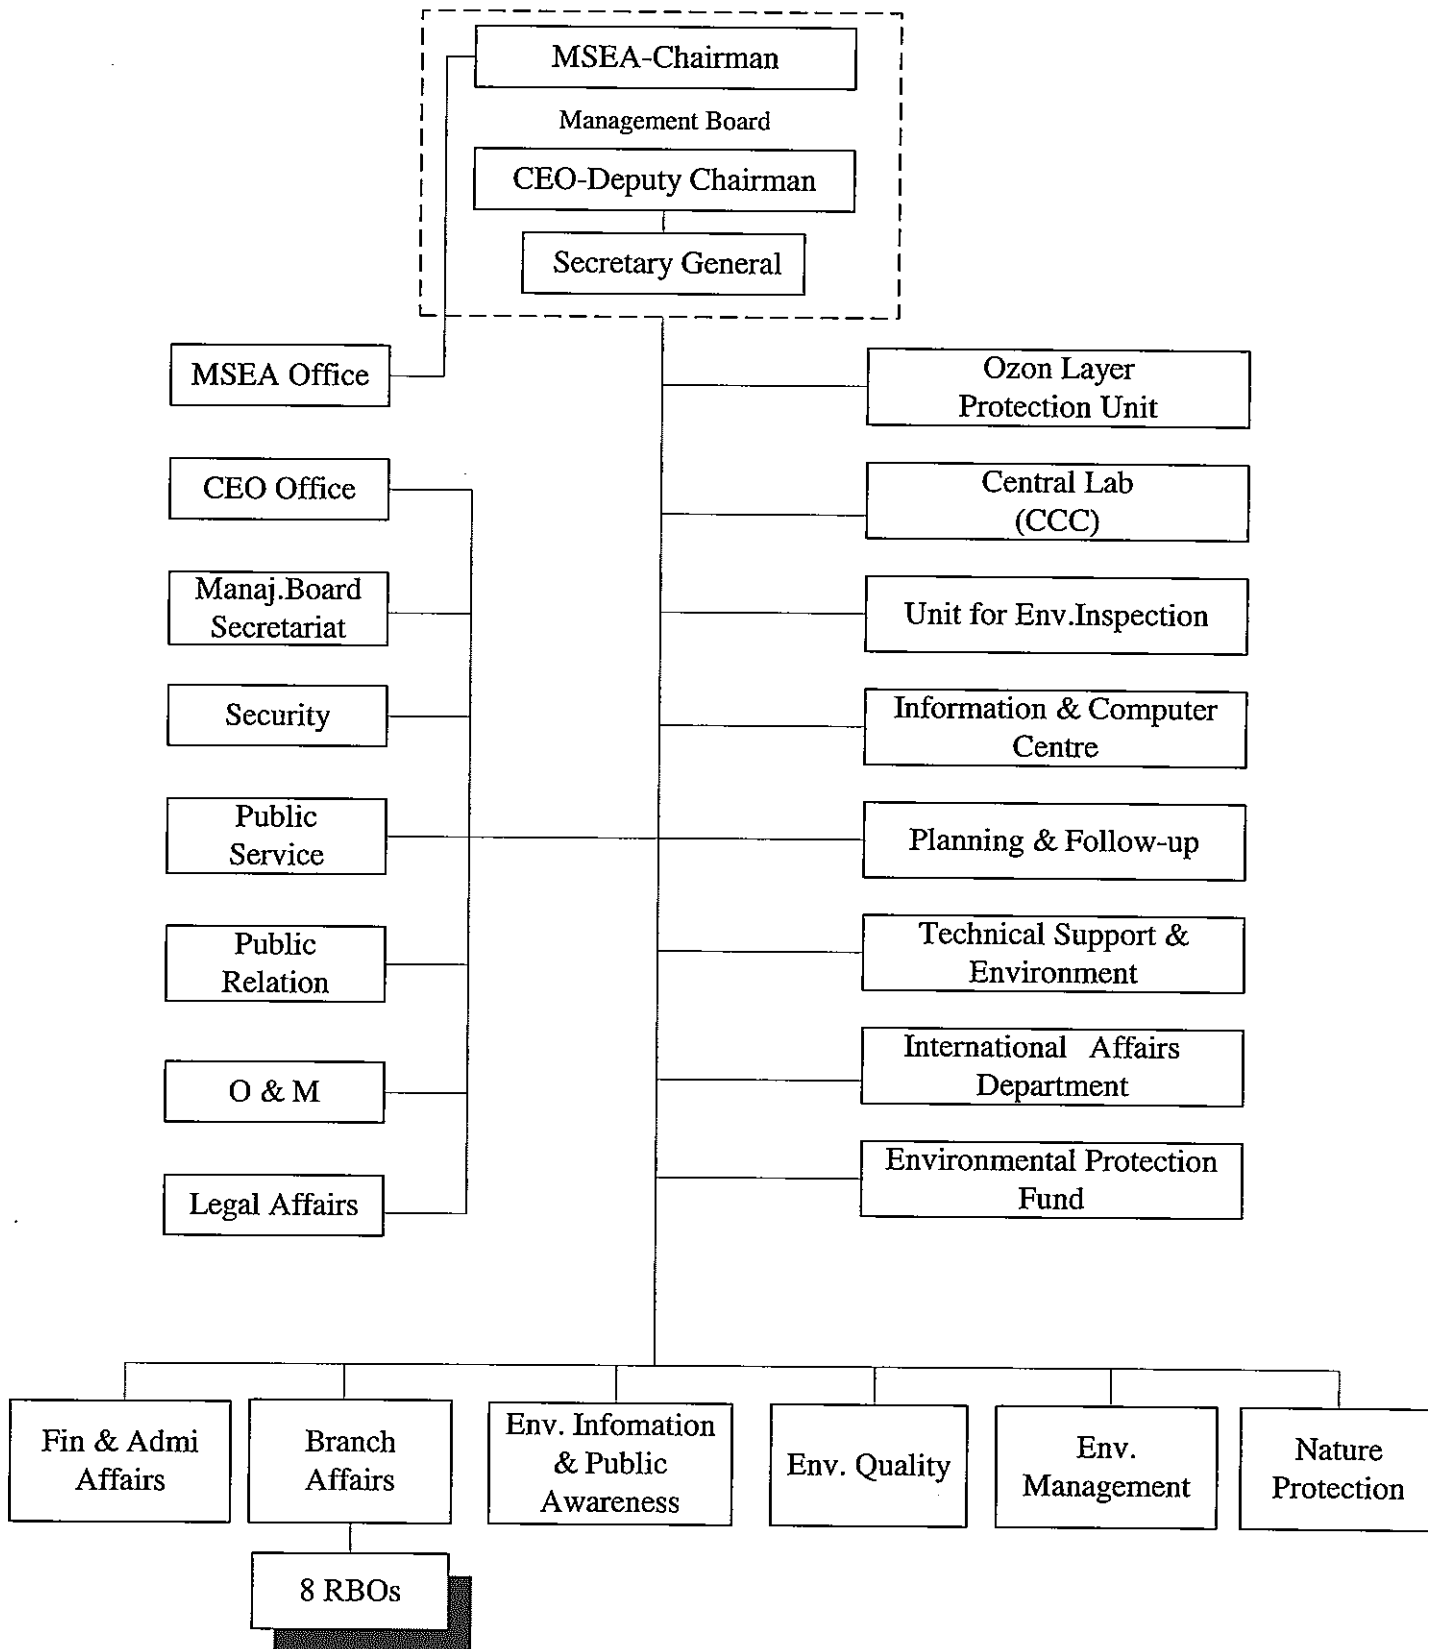 MSEA-Chairman
Management Board
CEO-Deputy Chairman
Secretary General
MSEA Office
CEO Office
Manaj.Board
Secretariat
Security
Public
Service
Public
Relation
O & M
Legal Affairs
Ozon Layer
Protection Unit
Central Lab
(CCC)
Unit for Env.Inspection
Information & Computer
Centre
Planning & Follow-up
Technical Support &
Environment
International Affairs
Department
Environmental Protection
Fund
Fin & Admi
Affairs
Branch
Affairs
Env. Infomation
& Public
Awareness
Env. Quality
Env.
Management
Nature
Protection
8 RBOs